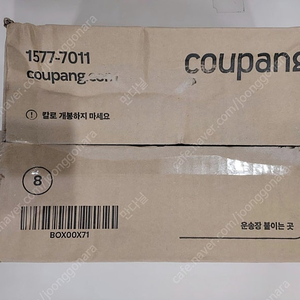 1577-7011
coupang.com
coupang
칼로 개봉하지 마세요
8
BOX00X71
운송장 붙이는 곳